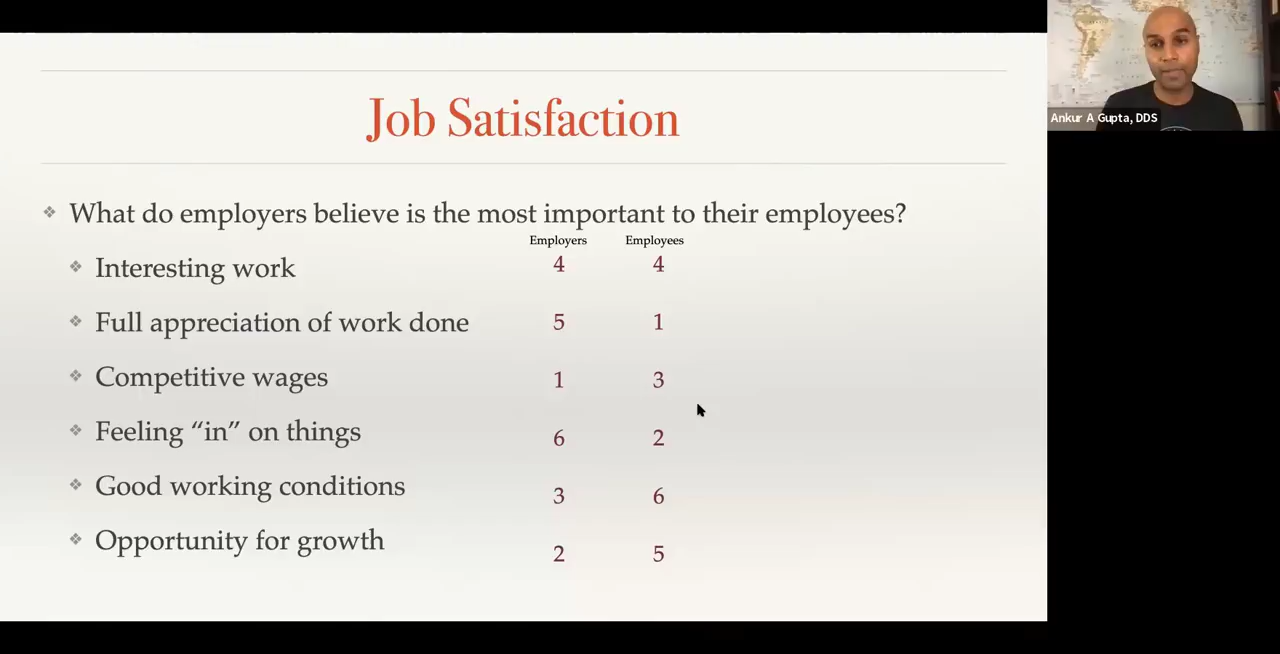 Job Satisfaction
Ankur A Gupta, DDS
What do employers believe is the most important to their employees?
Employers Employees
Interesting work 4 4
Full appreciation of work done 5 1
Competitive wages 1 3
Feeling “in” on things 6 2
Good working conditions 3 6
Opportunity for growth 2 5